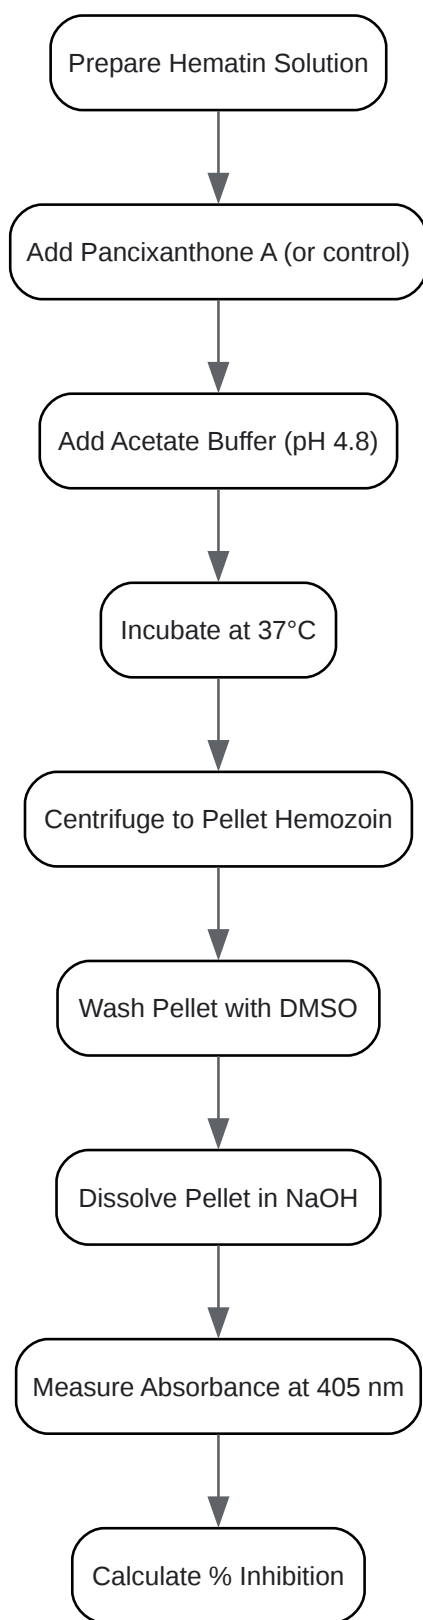 Prepare Hematin Solution
Add Pancixanthone A (or control)
Add Acetate Buffer (pH 4.8)
Incubate at 37°C
Centrifuge to Pellet Hemozoin
Wash Pellet with DMSO
Dissolve Pellet in NaOH
Measure Absorbance at 405 nm
Calculate % Inhibition